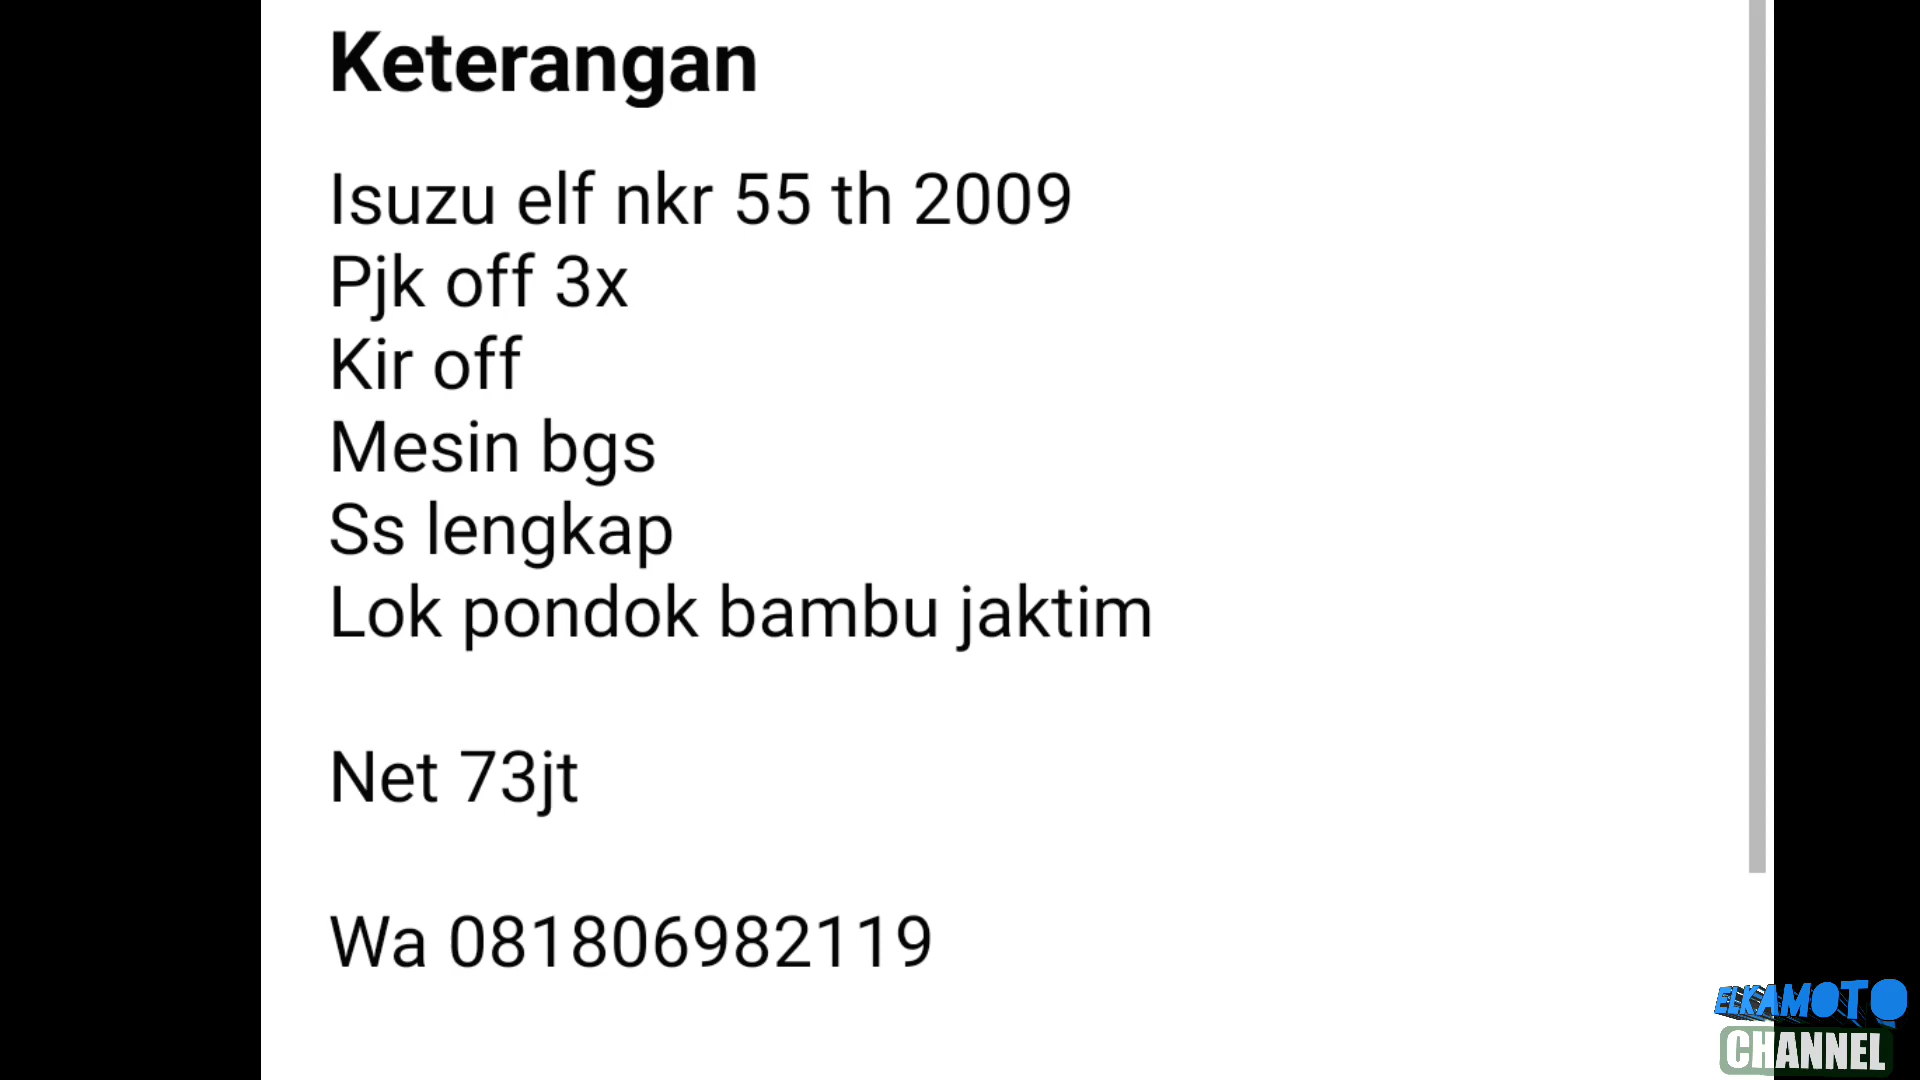 Keterangan
Isuzu elf nkr 55 th 2009
Pjk off 3x
Kir off
Mesin bgs
Ss lengkap
Lok pondok bambu jaktim
Net 73jt
Wa 081806982119
ELKAMOTO
CHANNEL